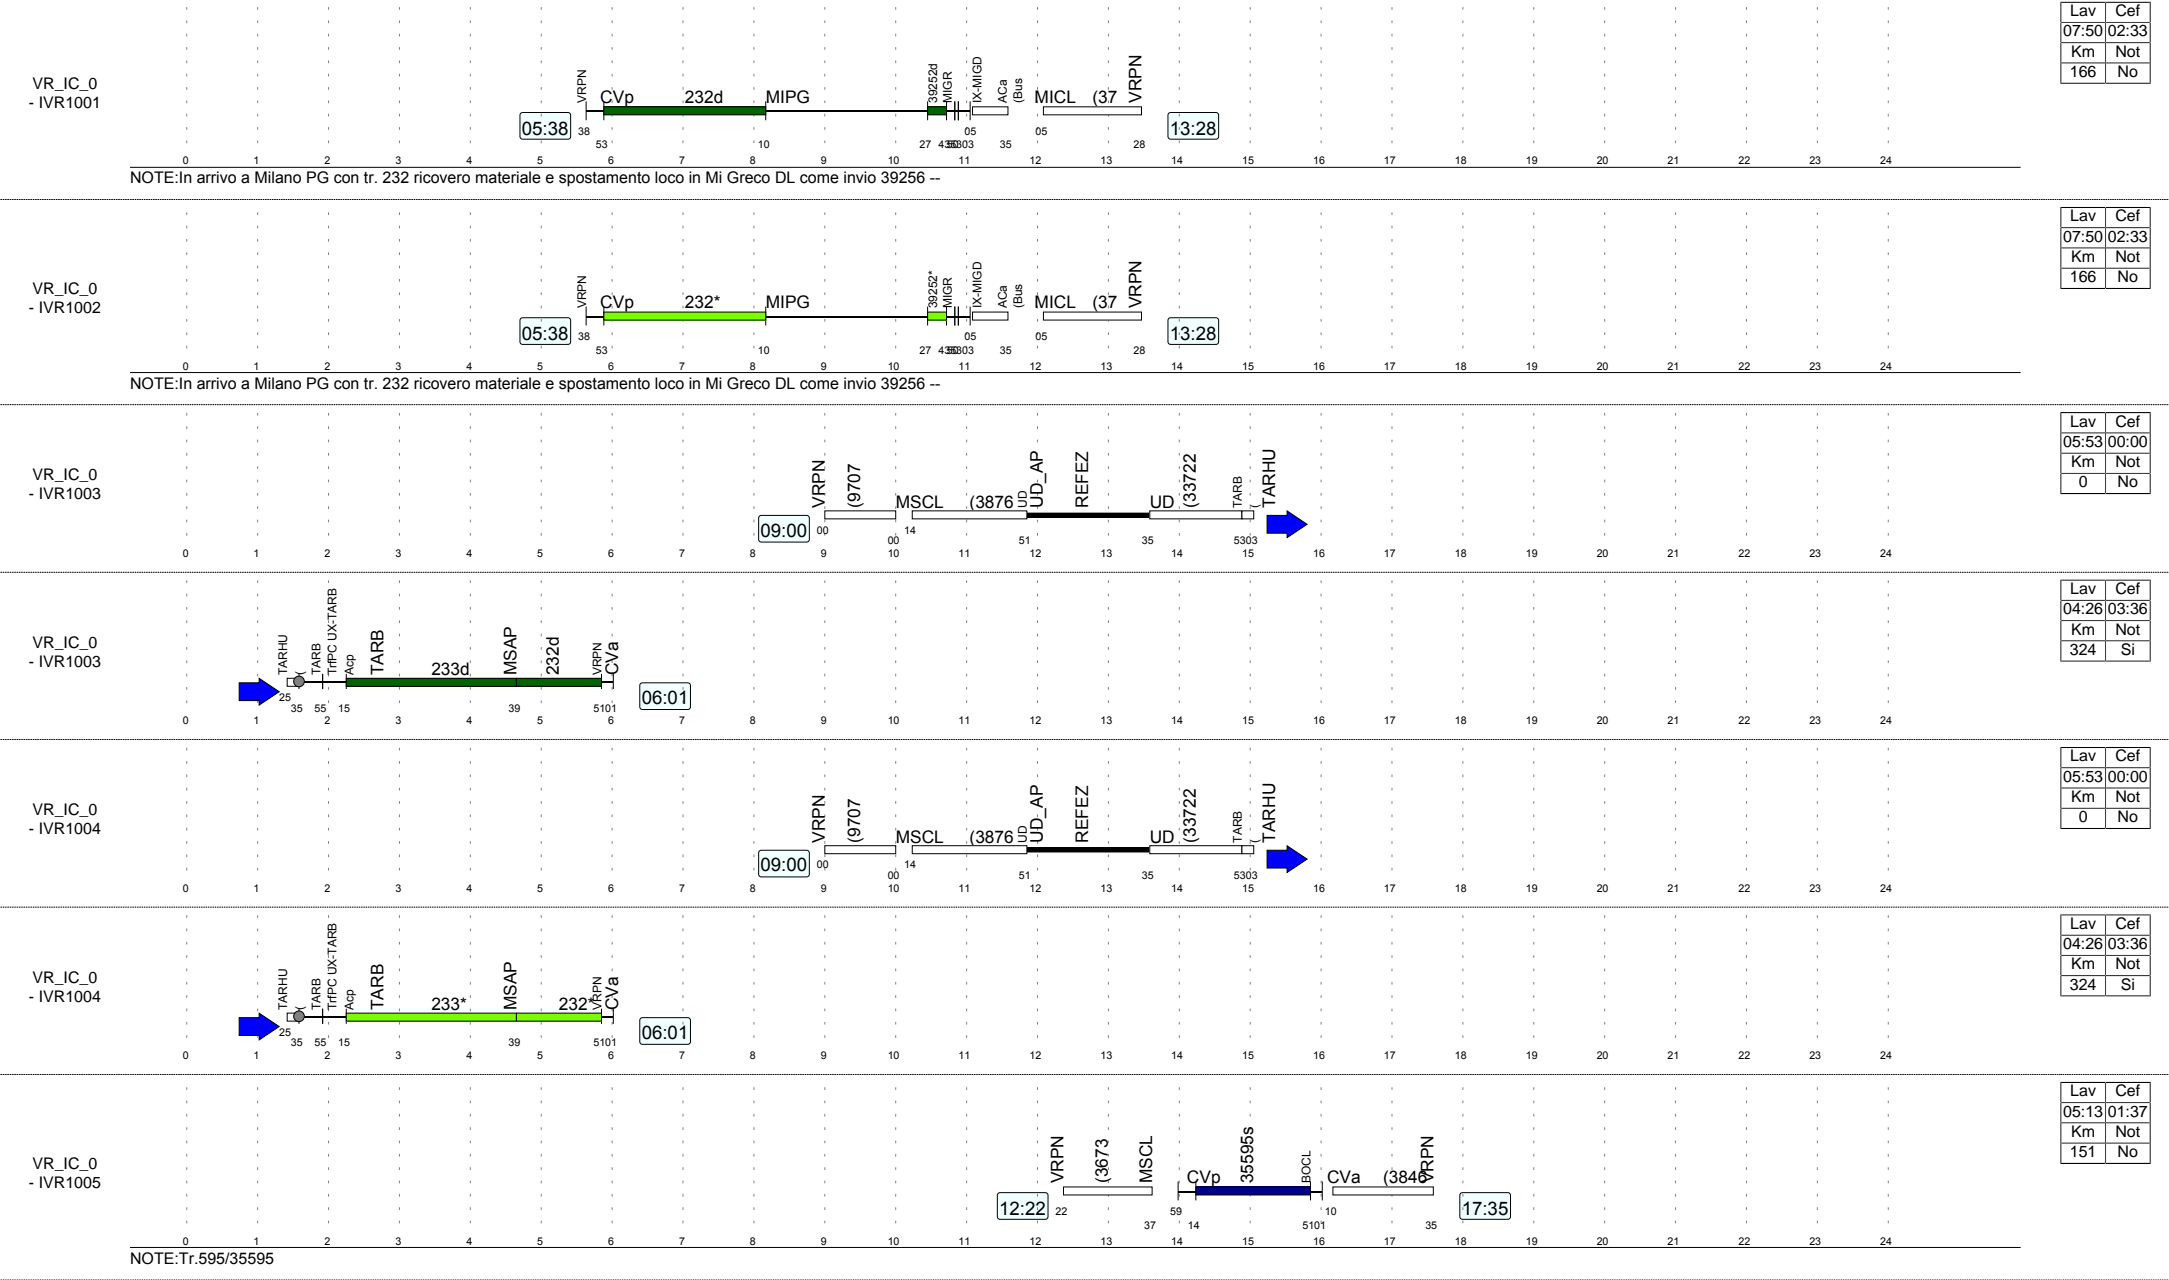 Lav Cef
07:50 02:33
Km Not
166 No
VR_IC_0
- IVR1001
05:38
VRPN CVp 232d MIPG 39252d MIGR IX-MIGD ACa (Bus MICL (37 VRPN
13:28
38 05 05
53 10 27 35 28
0 1 2 3 4 5 6 7 8 9 10 11 12 13 14 15 16 17 18 19 20 21 22 23 24
NOTE:In arrivo a Milano PG con tr. 232 ricovero materiale e spostamento loco in Mi Greco DL come invio 39256 --
Lav Cef
07:50 02:33
Km Not
166 No
VR_IC_0
- IVR1002
05:38
VRPN CVp 232* MIPG 39252* MIGR IX-MIGD ACa (Bus MICL (37 VRPN
13:28
38 05 05
53 10 27 35 28
0 1 2 3 4 5 6 7 8 9 10 11 12 13 14 15 16 17 18 19 20 21 22 23 24
NOTE:In arrivo a Milano PG con tr. 232 ricovero materiale e spostamento loco in Mi Greco DL come invio 39256 --
Lav Cef
05:53 00:00
Km Not
0 No
VR_IC_0
- IVR1003
09:00
VRPN (9707 MSCL (3876 UD UD_AP REFEZ UD (33722 TARB ( TARHU
00 14
00 51 35 5303
0 1 2 3 4 5 6 7 8 9 10 11 12 13 14 15 16 17 18 19 20 21 22 23 24
Lav Cef
04:26 03:36
Km Not
324 Si
VR_IC_0
- IVR1003
TARHU ( TARB TrfPC UX-TARB Acp TARB 233d MSAP 232d VRPN CVa
06:01
25
35 55 15 39 5101
0 1 2 3 4 5 6 7 8 9 10 11 12 13 14 15 16 17 18 19 20 21 22 23 24
Lav Cef
05:53 00:00
Km Not
0 No
VR_IC_0
- IVR1004
09:00
VRPN (9707 MSCL (3876 UD UD_AP REFEZ UD (33722 TARB ( TARHU
00 14
00 51 35 5303
0 1 2 3 4 5 6 7 8 9 10 11 12 13 14 15 16 17 18 19 20 21 22 23 24
Lav Cef
04:26 03:36
Km Not
324 Si
VR_IC_0
- IVR1004
TARHU ( TARB TrfPC UX-TARB Acp TARB 233* MSAP 232* VRPN CVa
06:01
25
35 55 15 39 5101
0 1 2 3 4 5 6 7 8 9 10 11 12 13 14 15 16 17 18 19 20 21 22 23 24
Lav Cef
05:13 01:37
Km Not
151 No
VR_IC_0
- IVR1005
12:22
VRPN (3673 MSCL CVp 35595s BOCL CVa (3846 VRPN
17:35
22 59 10
37 14 5101 35
0 1 2 3 4 5 6 7 8 9 10 11 12 13 14 15 16 17 18 19 20 21 22 23 24
NOTE:Tr.595/35595